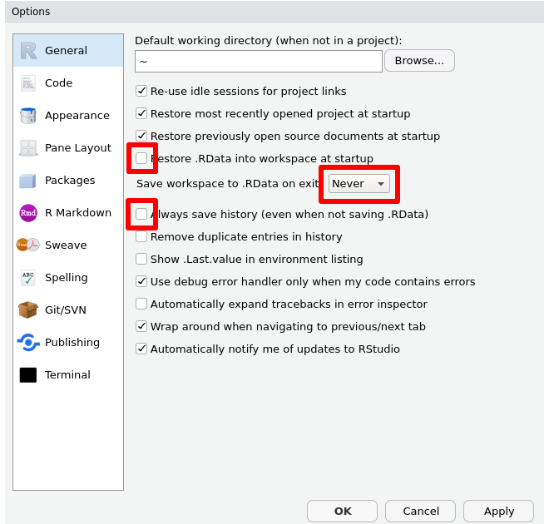 Options
General
Code
Appearance
Pane Layout
Packages
Rmd R Markdown
Sweave
ABC Spelling
Git/SVN
Publishing
Terminal
Default working directory (when not in a project):
~ Browse...
Re-use idle sessions for project links
Restore most recently opened project at startup
Restore previously open source documents at startup
Restore .RData into workspace at startup
Save workspace to .RData on exit Never
Always save history (even when not saving .RData)
Remove duplicate entries in history
Show .Last.value in environment listing
Use debug error handler only when my code contains errors
Automatically expand tracebacks in error inspector
Wrap around when navigating to previous/next tab
Automatically notify me of updates to RStudio
OK Cancel Apply